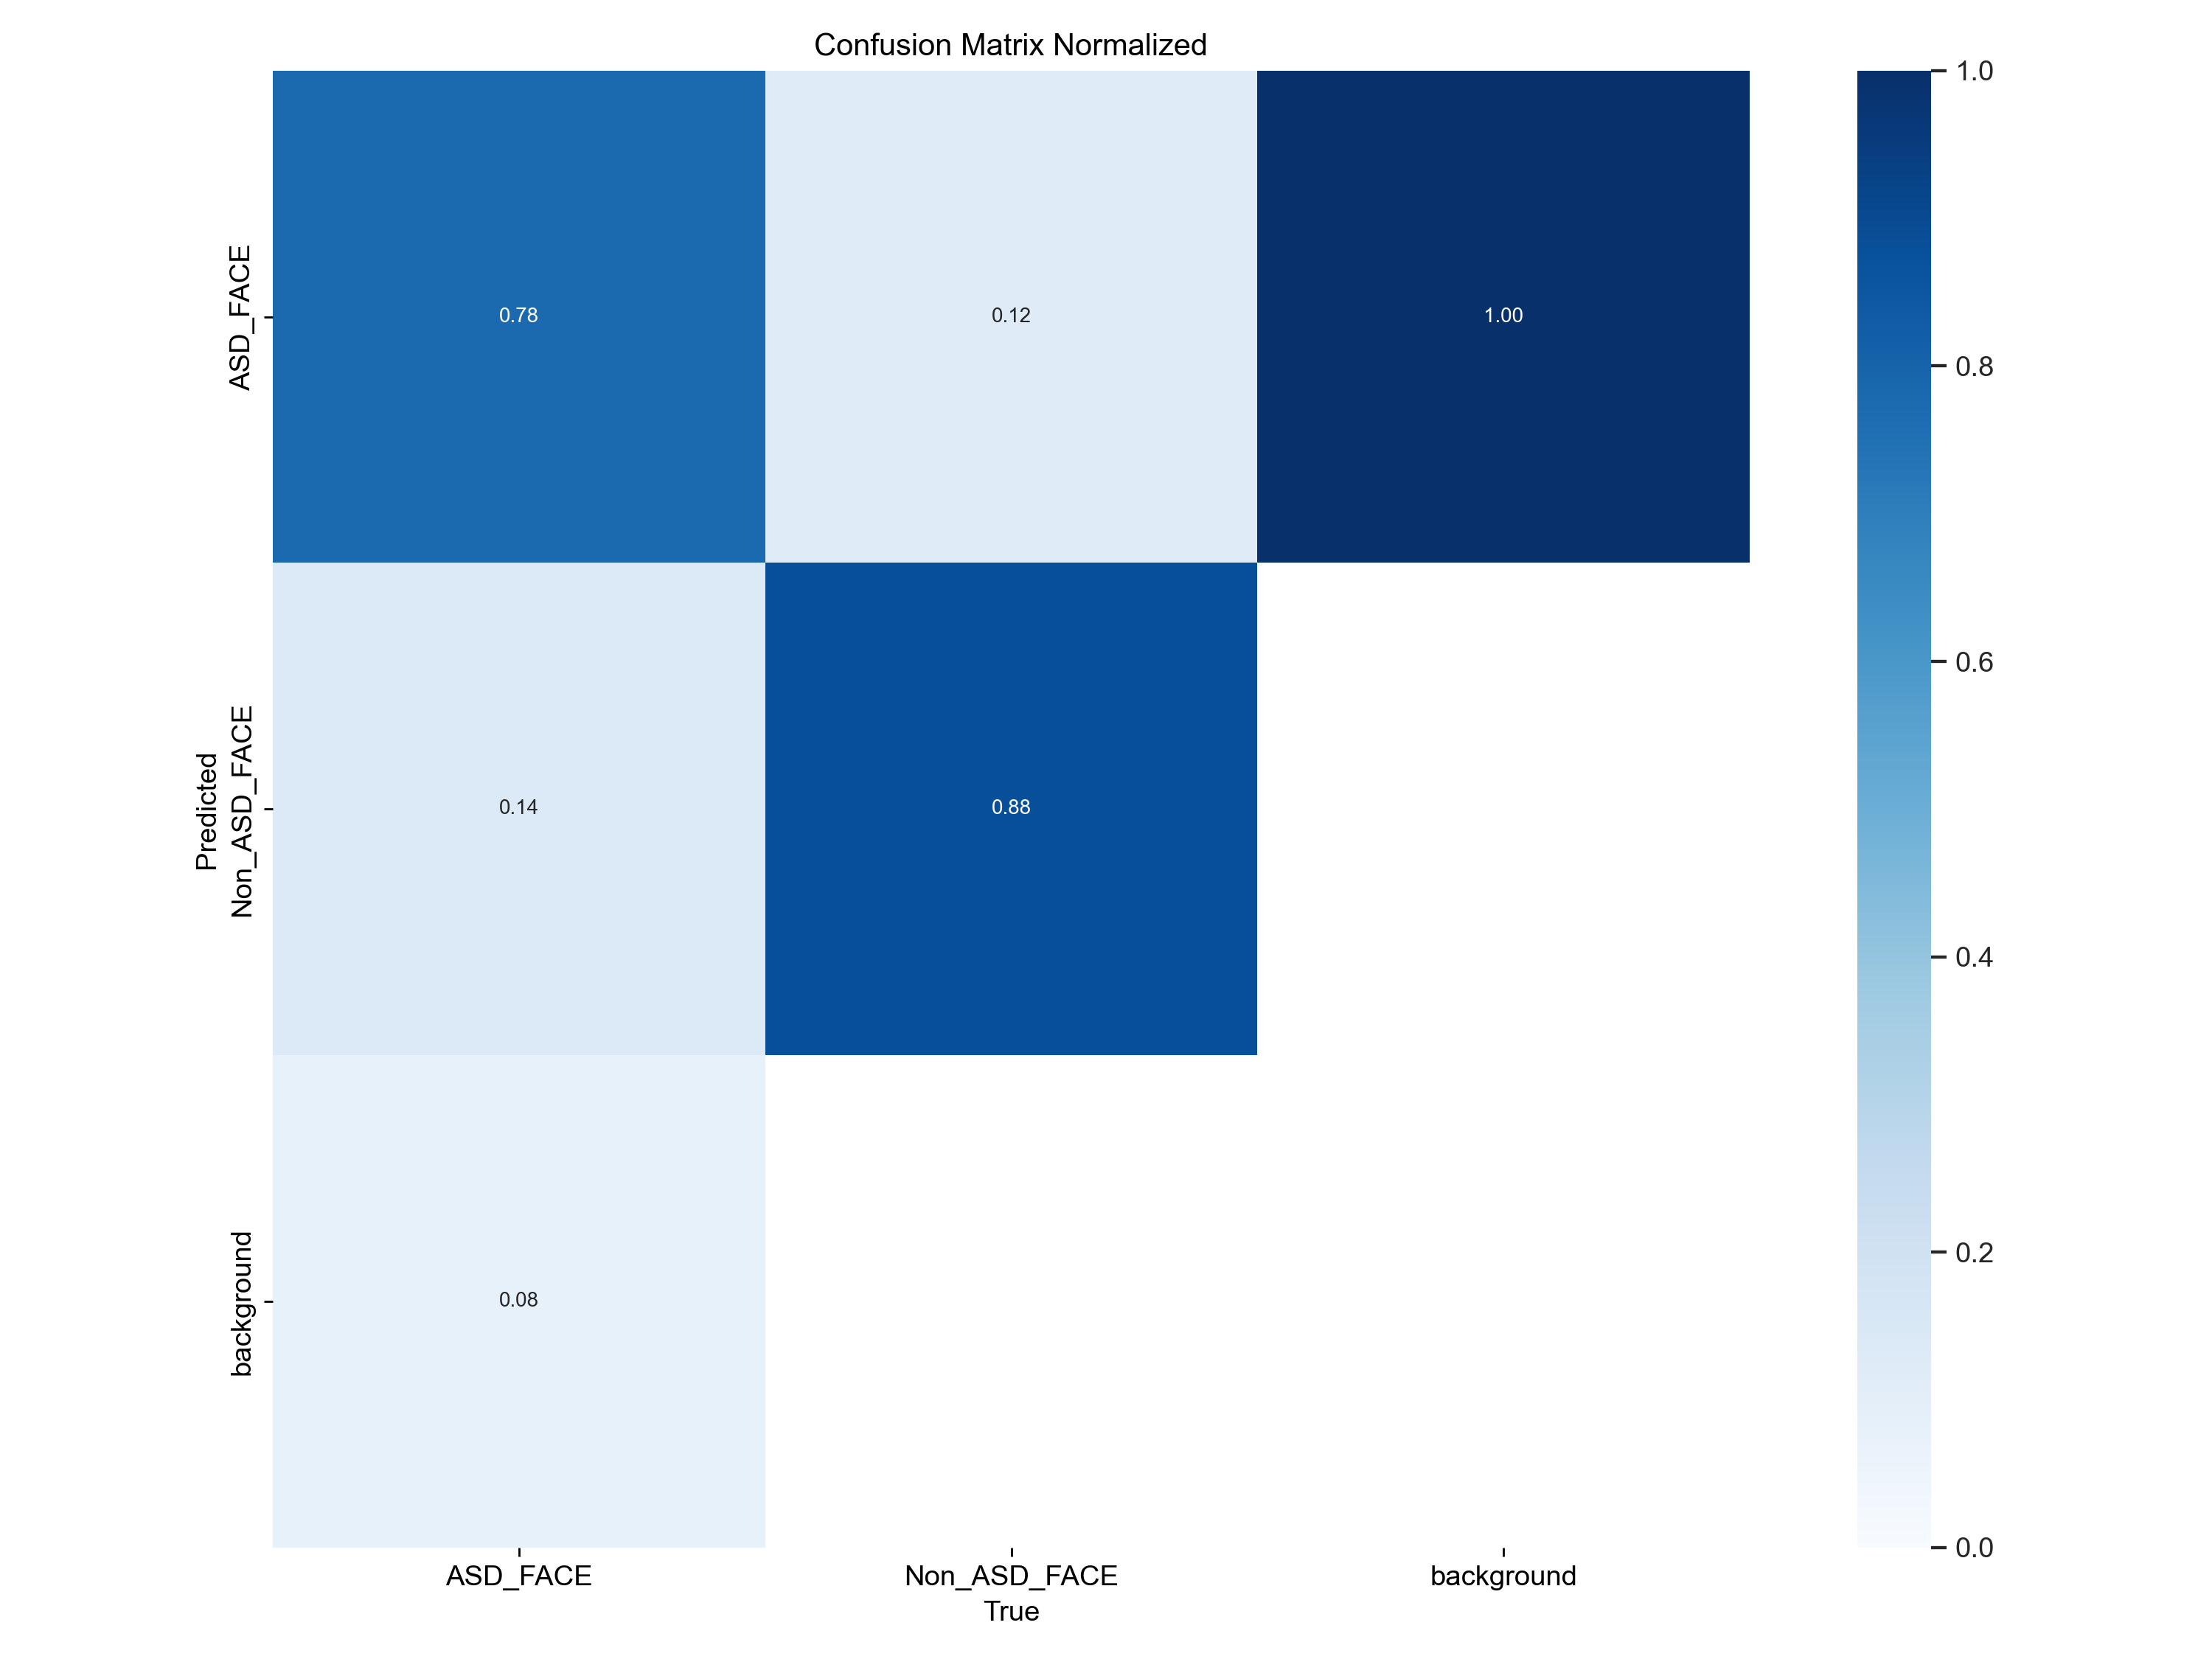 Confusion Matrix Normalized
ASD_FACE
0.78
0.12
1.00
Predicted
Non_ASD_FACE
0.14
0.88
background
0.08
ASD_FACE
Non_ASD_FACE
background
True
1.0
0.8
0.6
0.4
0.2
0.0